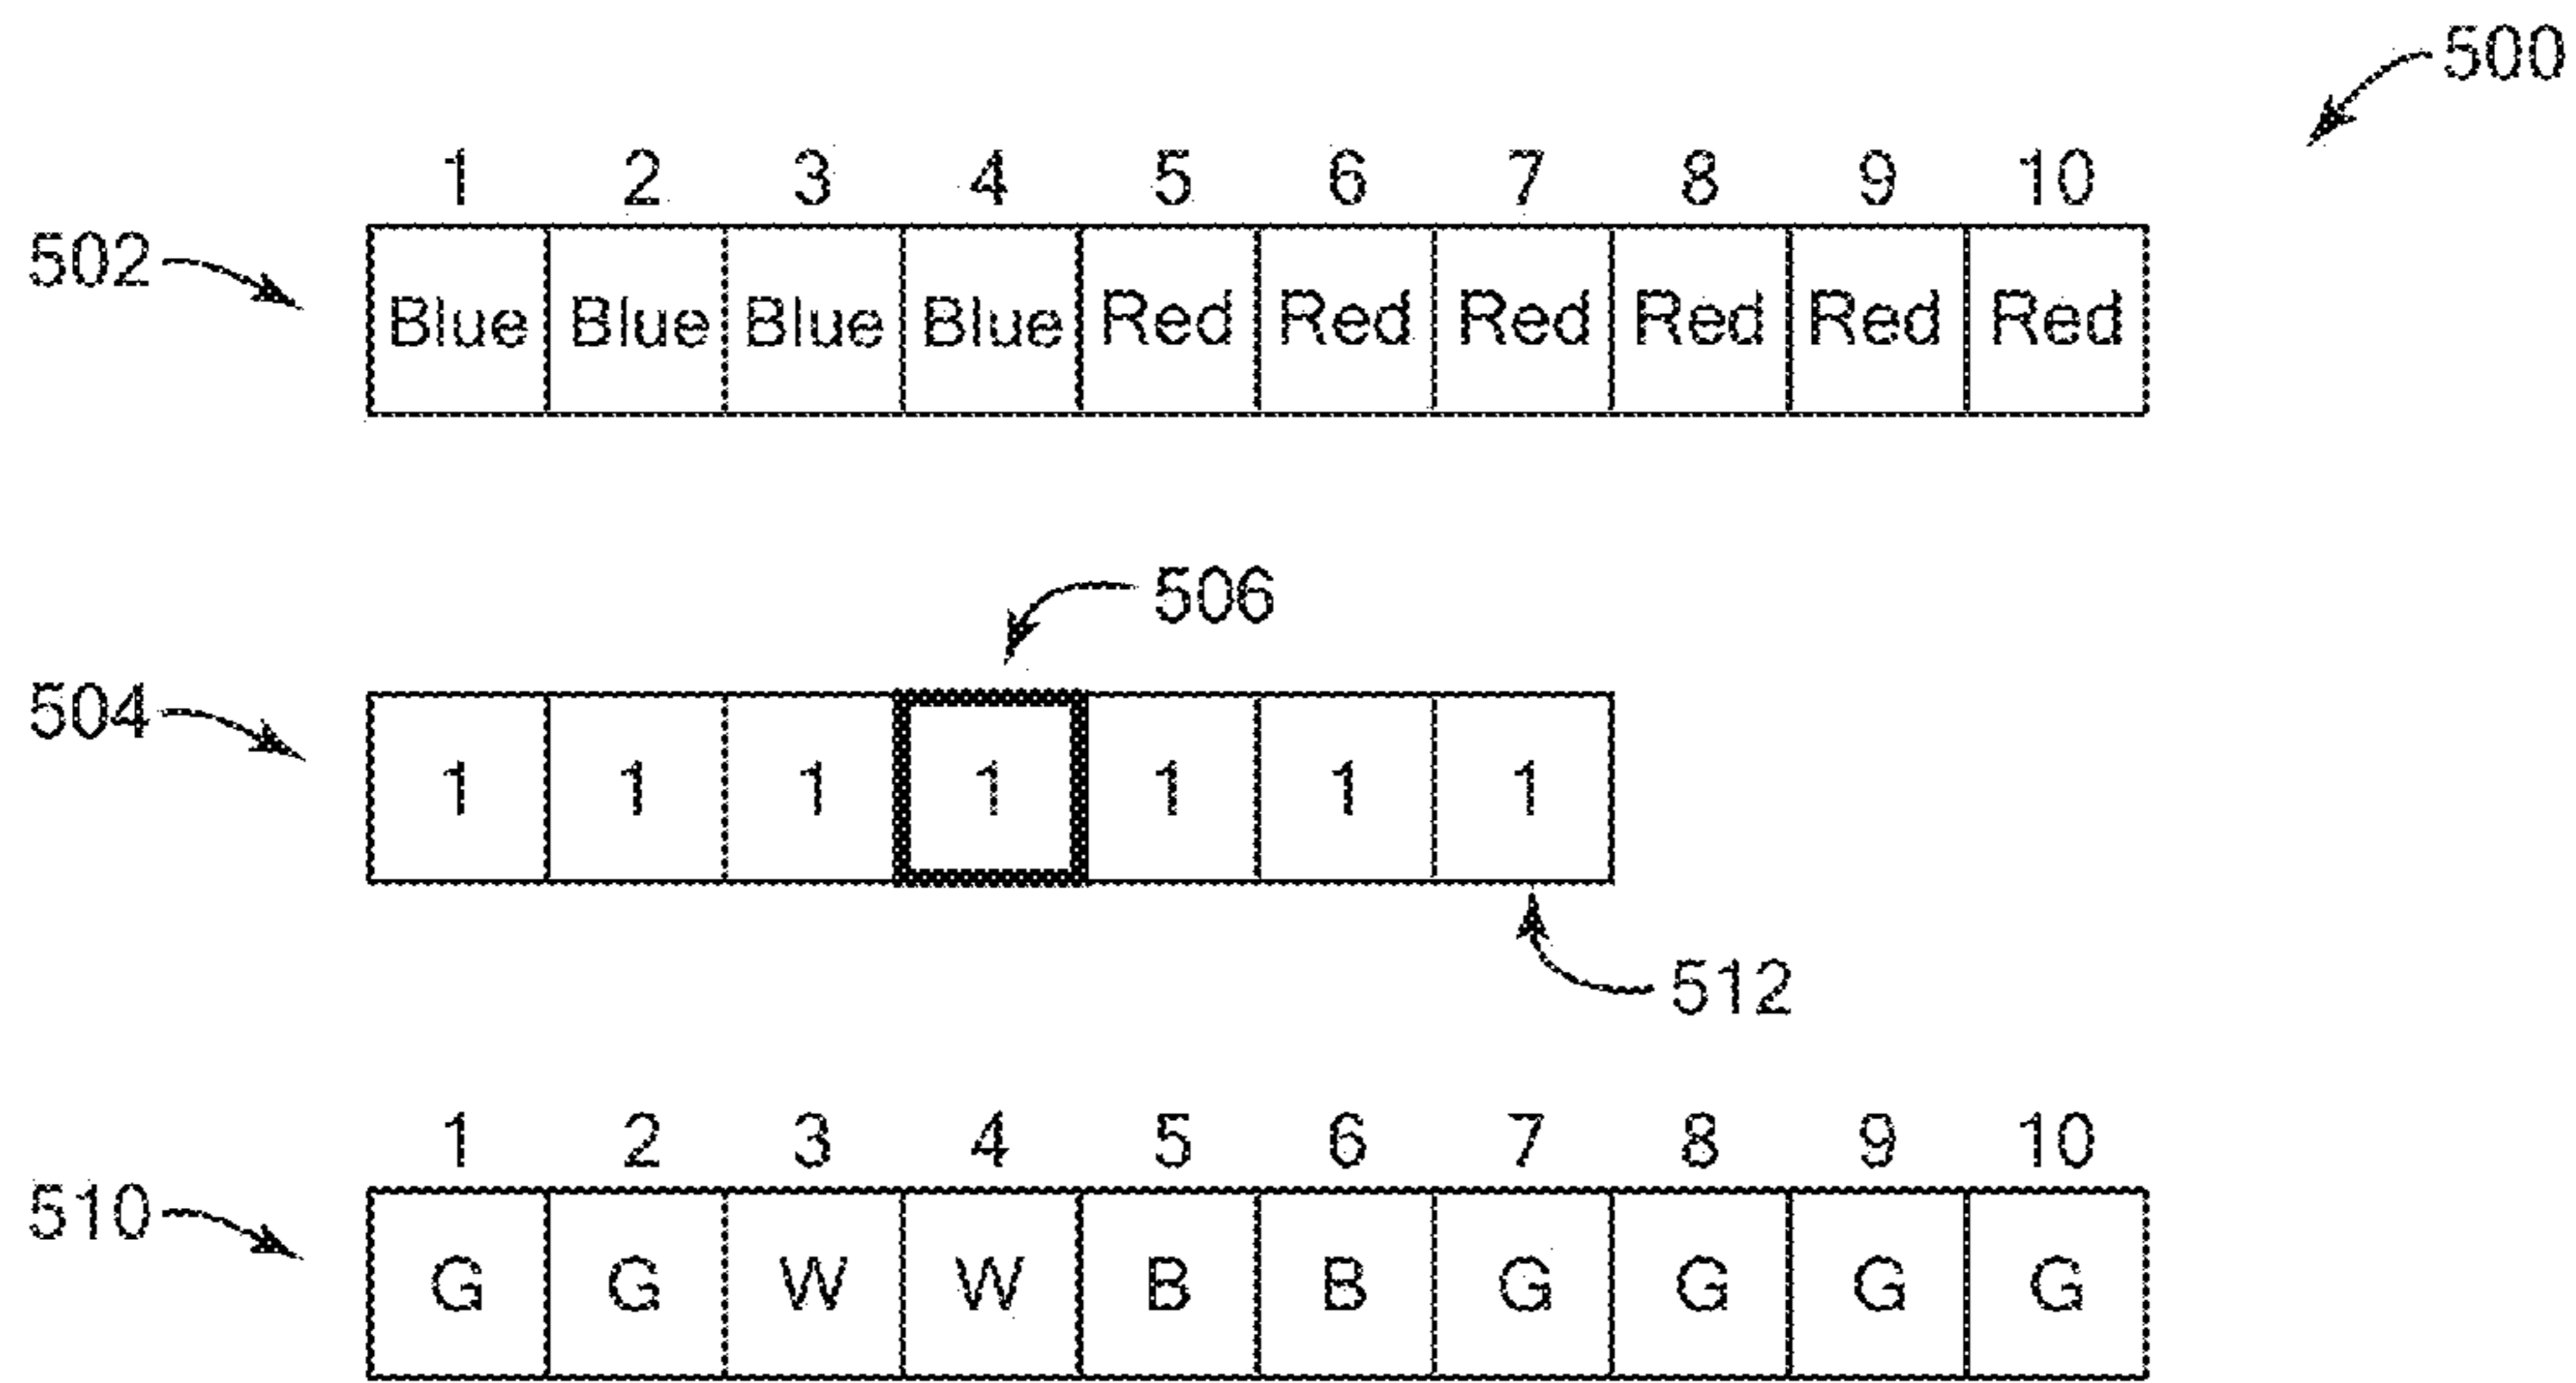 500
1 2 3 4 5 6 7 8 9 10
502 Blue Blue Blue Blue Red Red Red Red Red Red
506
504 1 1 1 1 1 1 1
512
1 2 3 4 5 6 7 8 9 10
510 G G W W B B G G G G